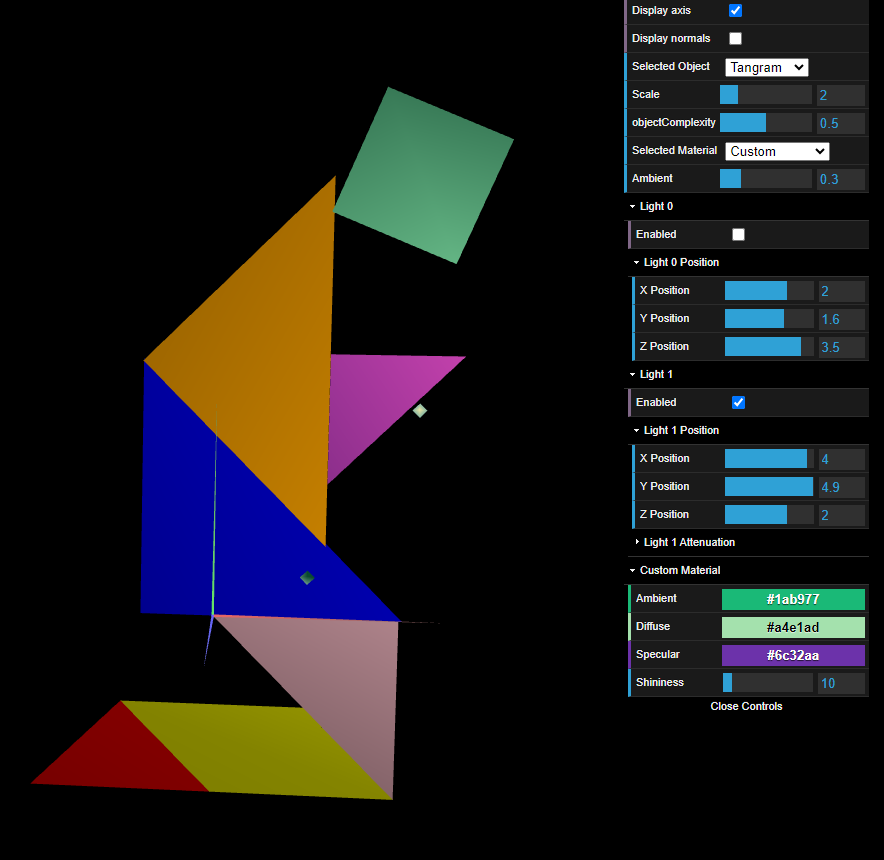 Display axis
Display normals
Selected Object Tangram
Scale 2
objectComplexity 0.5
Selected Material Custom
Ambient 0.3
Light 0
Enabled
Light 0 Position
X Position 2
Y Position 1.6
Z Position 3.5
Light 1
Enabled
Light 1 Position
X Position 4
Y Position 4.9
Z Position 2
Light 1 Attenuation
Custom Material
Ambient #1ab977
Diffuse #a4e1ad
Specular #6c32aa
Shininess 10
Close Controls